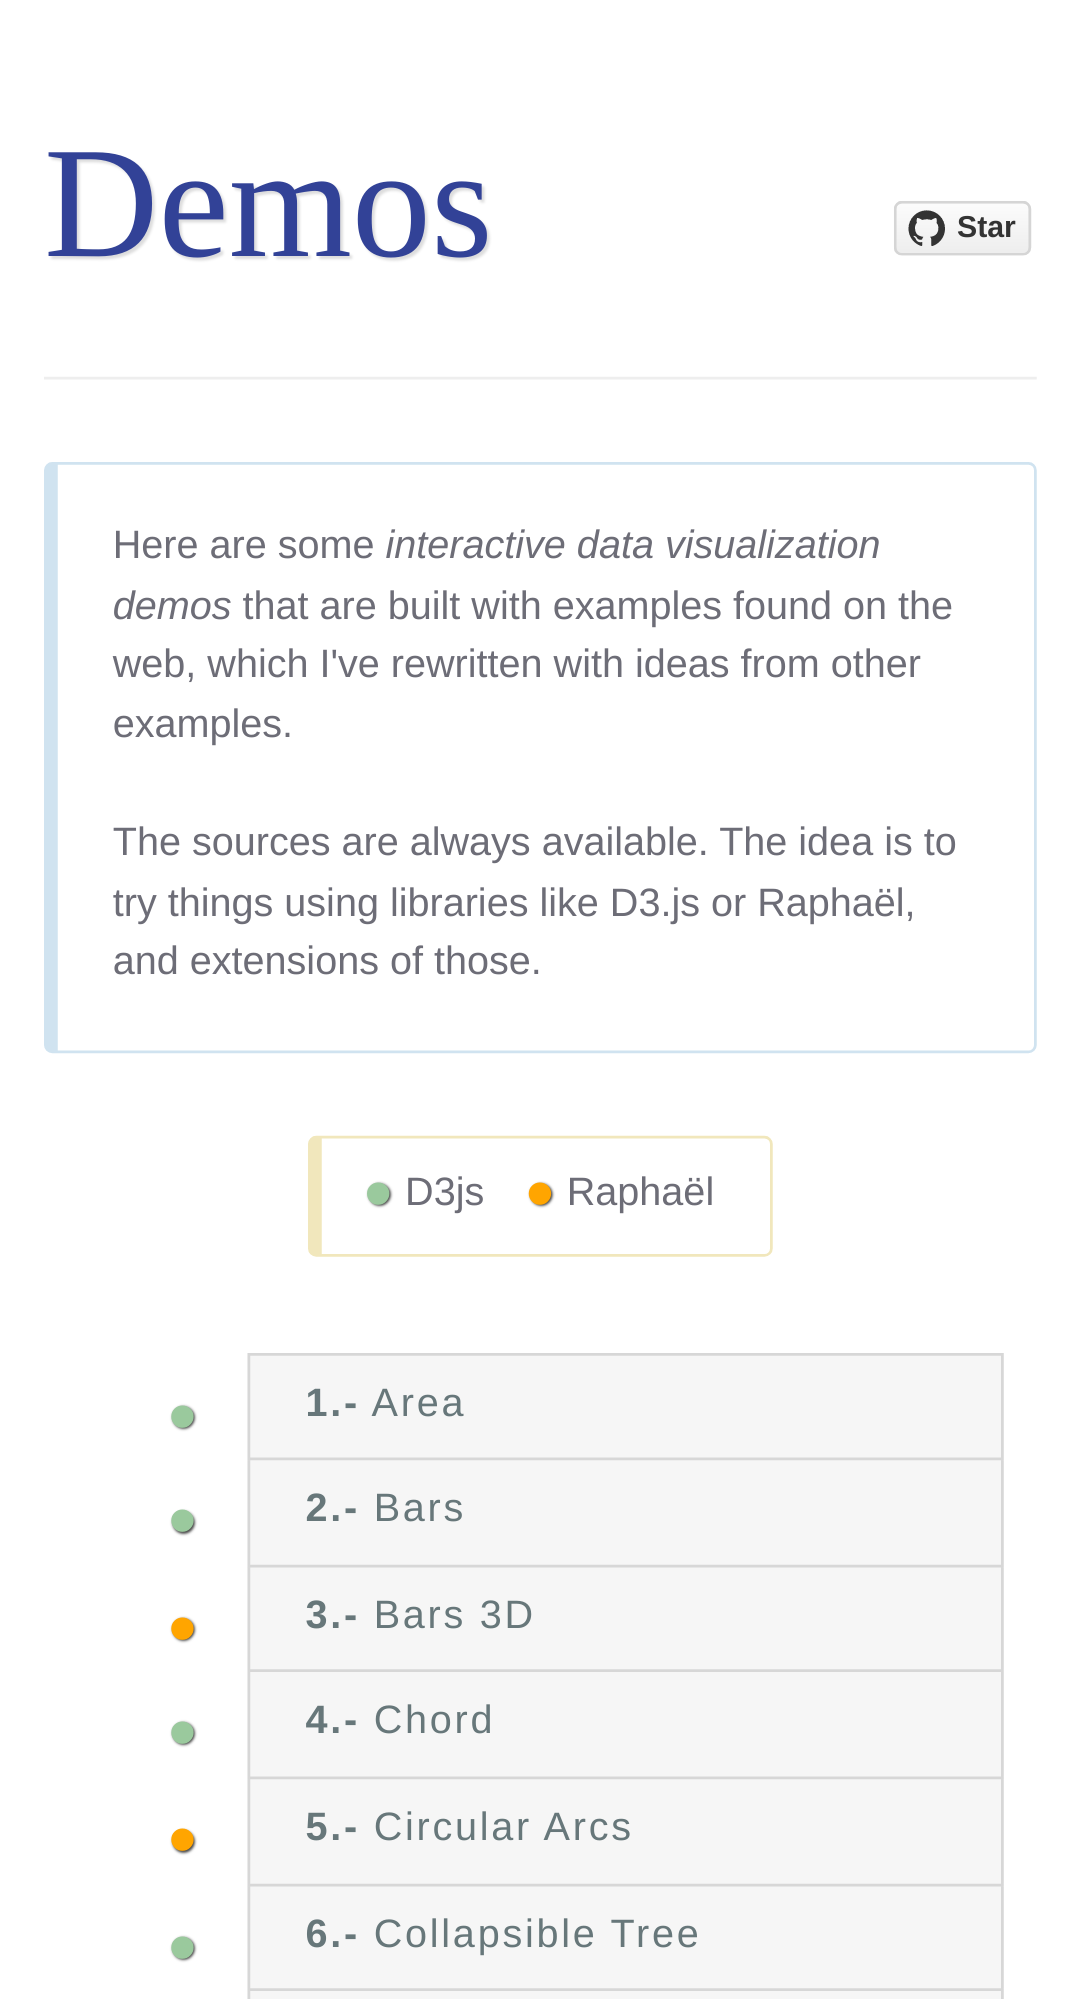 Demos
Star
Here are some interactive data visualization
demos that are built with examples found on the
web, which I've rewritten with ideas from other
examples.
The sources are always available. The idea is to
try things using libraries like D3.js or Raphaël,
and extensions of those.
D3js Raphaël
1.- Area
2.- Bars
3.- Bars 3D
4.- Chord
5.- Circular Arcs
6.- Collapsible Tree